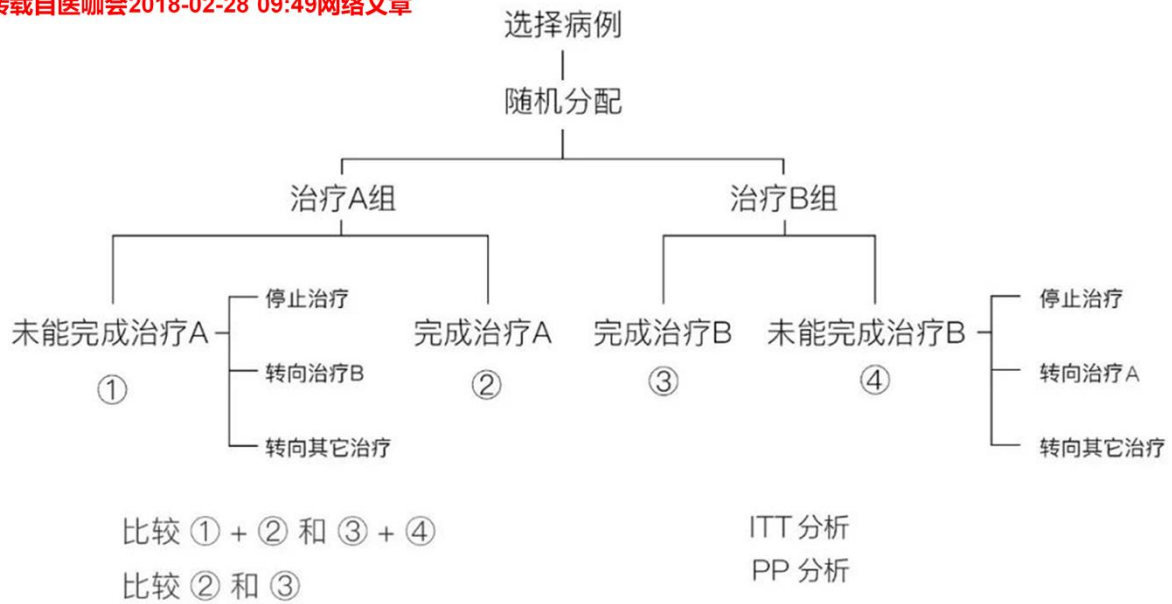 转载自医咖会2018-02-28 09:49网络文章
选择病例
随机分配
治疗A组
治疗B组
停止治疗
未能完成治疗A
转向治疗B
转向其它治疗
①
完成治疗A
②
完成治疗B
③
未能完成治疗B
④
停止治疗
转向治疗A
转向其它治疗
比较 ① + ② 和 ③ + ④
ITT 分析
比较 ② 和 ③
PP 分析